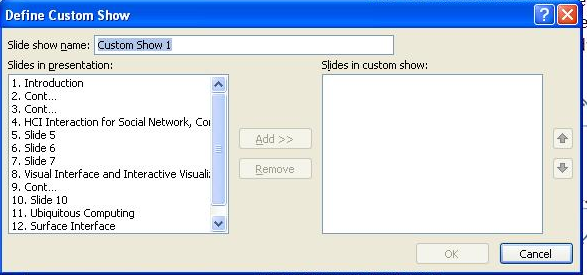 Define Custom Show
Slide show name: Custom Show 1
Slides in presentation:
Slides in custom show:
1. Introduction
2. Cont...
3. Cont...
4. HCI Interaction for Social Network, Co
5. Slide 5
6. Slide 6
7. Slide 7
8. Visual Interface and Interactive Visuali
9. Cont...
10. Slide 10
11. Ubiquitous Computing
12. Surface Interface
Add >>
Remove
OK
Cancel